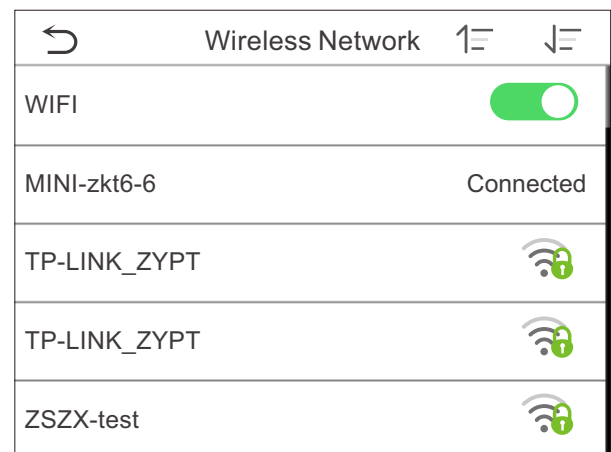 Wireless Network
WIFI
MINI-zkt6-6 Connected
TP-LINK_ZYPT
TP-LINK_ZYPT
ZSZX-test